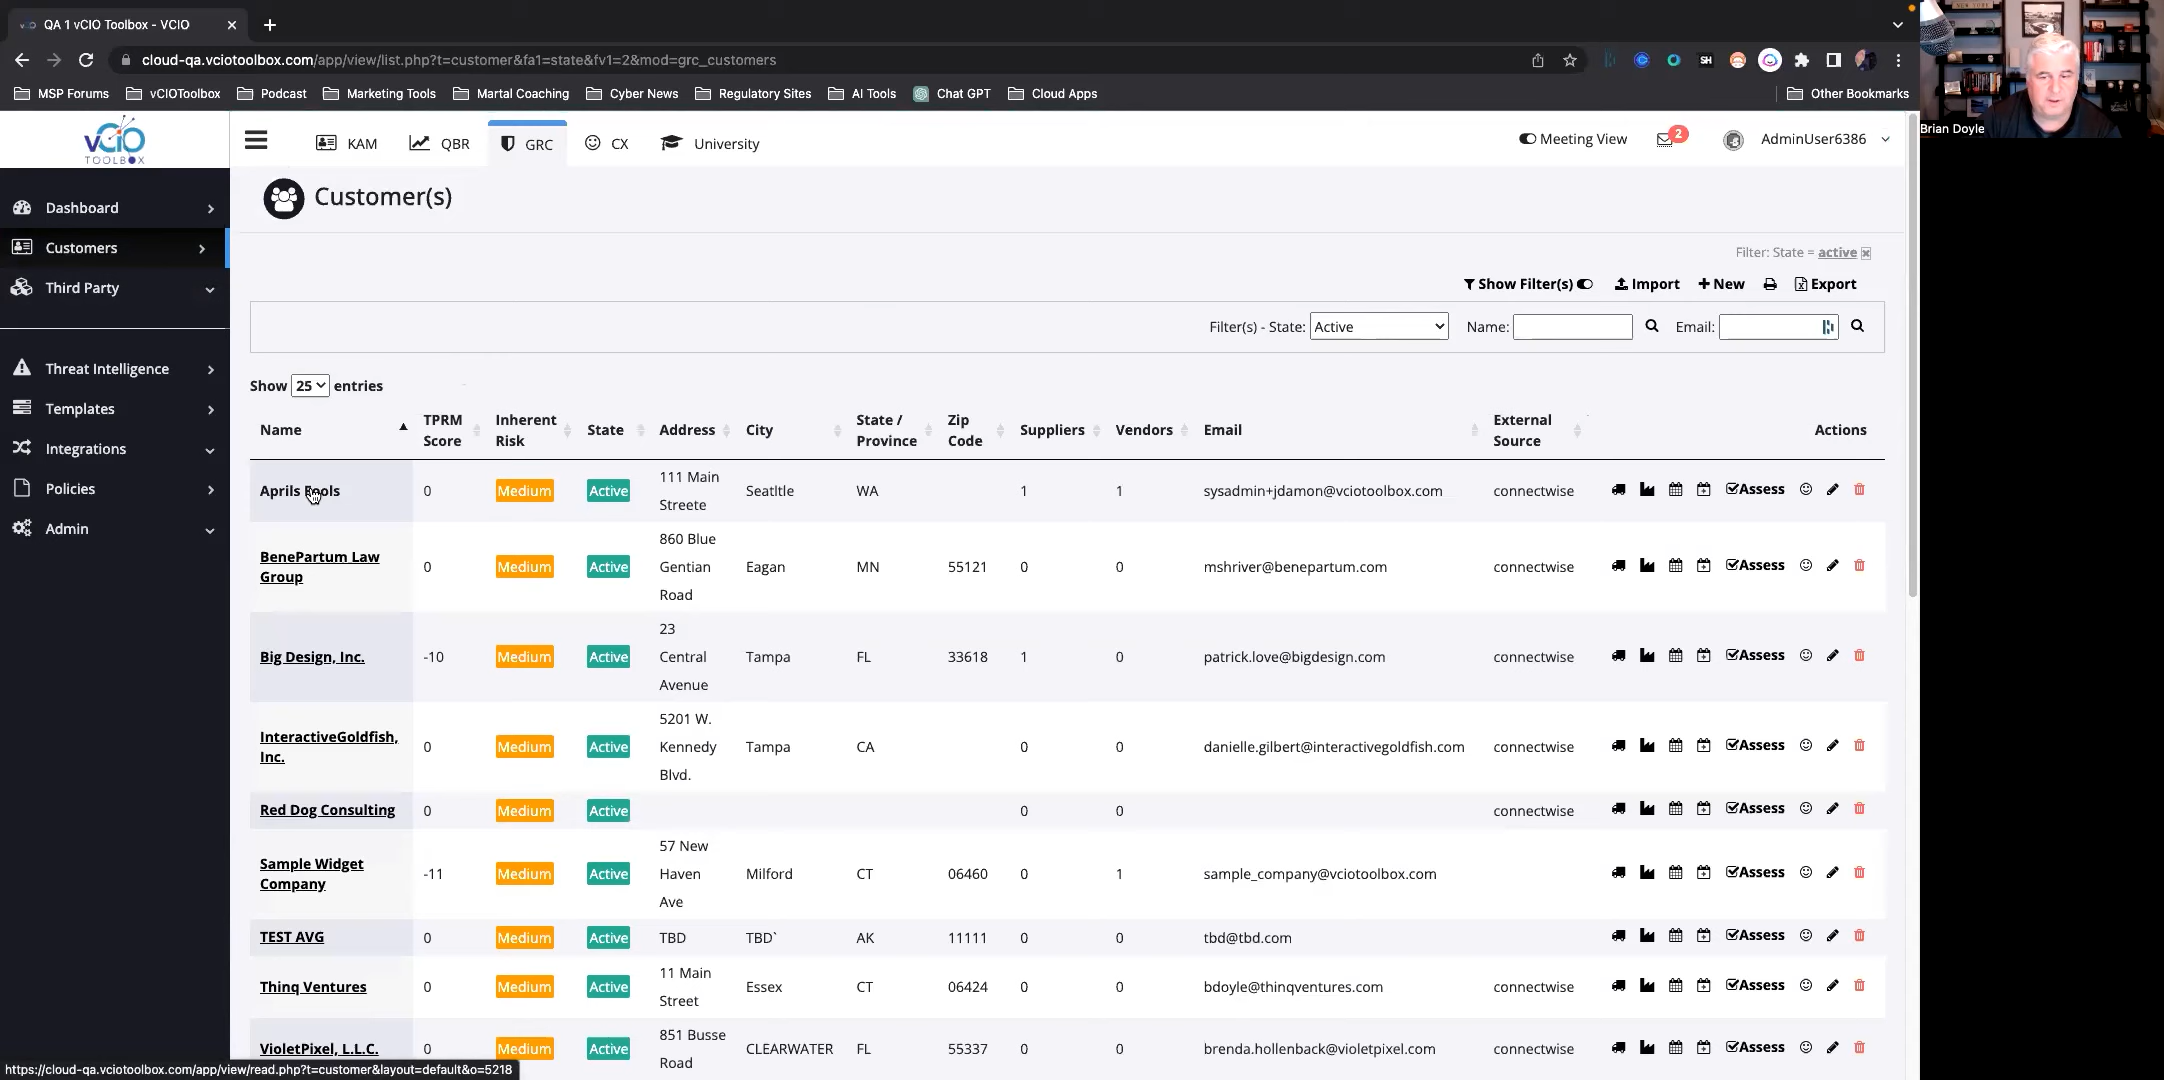 QA 1 vCIO Toolbox - VCIO
cloud-qa.vciotoolbox.com/app/view/list.php?t=customer&fa1=state&fv1=2&mod=grc_customers
MSP Forums vCIOToolbox Podcast Marketing Tools Martal Coaching Cyber News Regulatory Sites AI Tools Chat GPT Cloud Apps Other Bookmarks
Brian Doyle
vCIO
TOOLBOX
KAM QBR GRC CX University Meeting View 2 AdminUser6386
Dashboard
Customers
Third Party
Threat Intelligence
Templates
Integrations
Policies
Admin
Customer(s)
Filter: State = active
Show Filter(s) Import +New Export
Filter(s) - State: Active Name: Email:
Show 25 entries
Name TPRM Score Inherent Risk State Address City State / Province Zip Code Suppliers Vendors Email External Source Actions
Aprils 0 Medium Active 111 Main Streete Seatltle WA 1 1 sysadmin+jdamon@vciotoolbox.com connectwise Assess
BenePartum Law Group 0 Medium Active 860 Blue Gentian Road Eagan MN 55121 0 0 mshriver@benepartum.com connectwise Assess
Big Design, Inc. -10 Medium Active 23 Central Avenue Tampa FL 33618 1 0 patrick.love@bigdesign.com connectwise Assess
InteractiveGoldfish, Inc. 0 Medium Active 5201 W. Kennedy Blvd. Tampa CA 0 0 danielle.gilbert@interactivegoldfish.com connectwise Assess
Red Dog Consulting 0 Medium Active 0 0 connectwise Assess
Sample Widget Company -11 Medium Active 57 New Haven Ave Milford CT 06460 0 1 sample_company@vciotoolbox.com Assess
TEST AVG 0 Medium Active TBD TBD` AK 11111 0 0 tbd@tbd.com Assess
Thinq Ventures 0 Medium Active 11 Main Street Essex CT 06424 0 0 bdoyle@thinqventures.com connectwise Assess
VioletPixel, L.L.C. 0 Medium Active 851 Busse Road CLEARWATER FL 55337 0 0 brenda.hollenback@violetpixel.com connectwise Assess
https://cloud-qa.vciotoolbox.com/app/view/read.php?t=customer&layout=default&o=5218